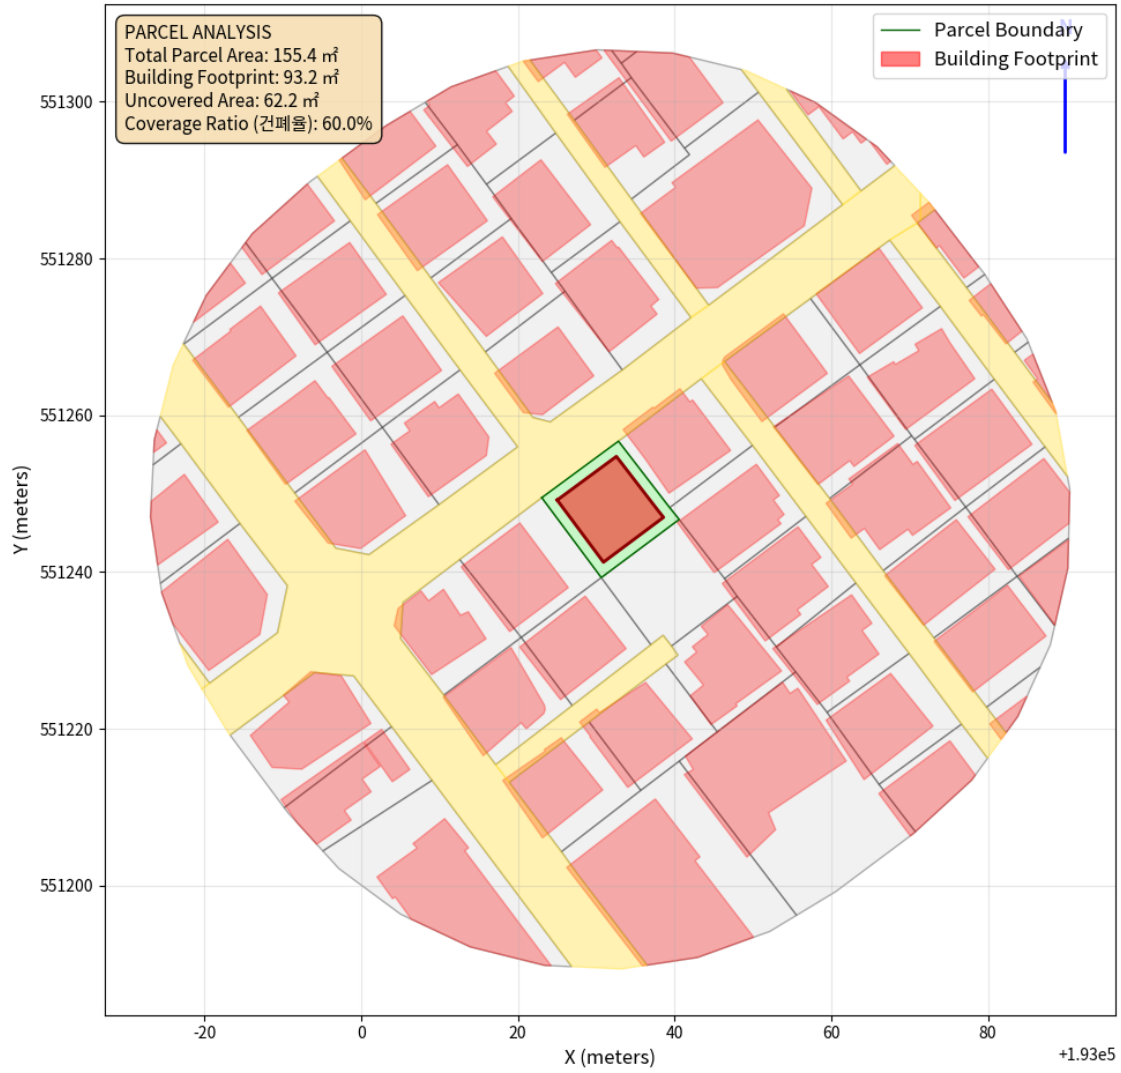 PARCEL ANALYSIS
Total Parcel Area: 155.4 ㎡
Building Footprint: 93.2 ㎡
Uncovered Area: 62.2 ㎡
Coverage Ratio (건폐율): 60.0%
Parcel Boundary
Building Footprint
N
551300
551280
551260
551240
551220
551200
Y (meters)
-20
0
20
40
60
80
X (meters)
+1.93e5